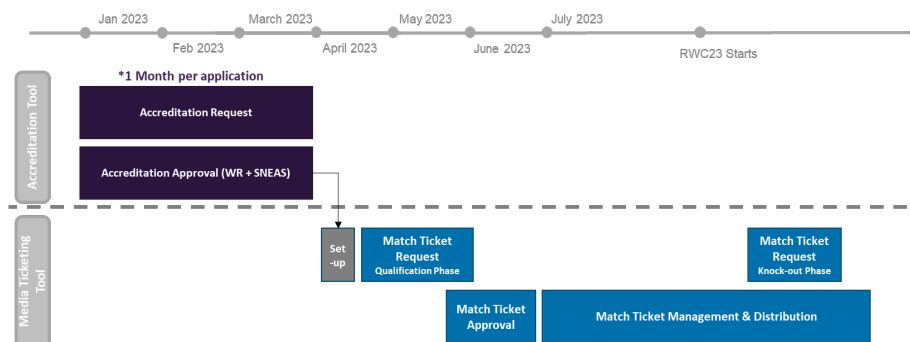 Jan 2023
March 2023
May 2023
July 2023
Feb 2023
April 2023
June 2023
RWC23 Starts
Accreditation Tool
*1 Month per application
Accreditation Request
Accreditation Approval (WR + SNEAS)
Media Ticketing
Tool
Set
-up
Match Ticket
Request
Qualification Phase
Match Ticket
Request
Knock-out Phase
Match Ticket
Approval
Match Ticket Management & Distribution